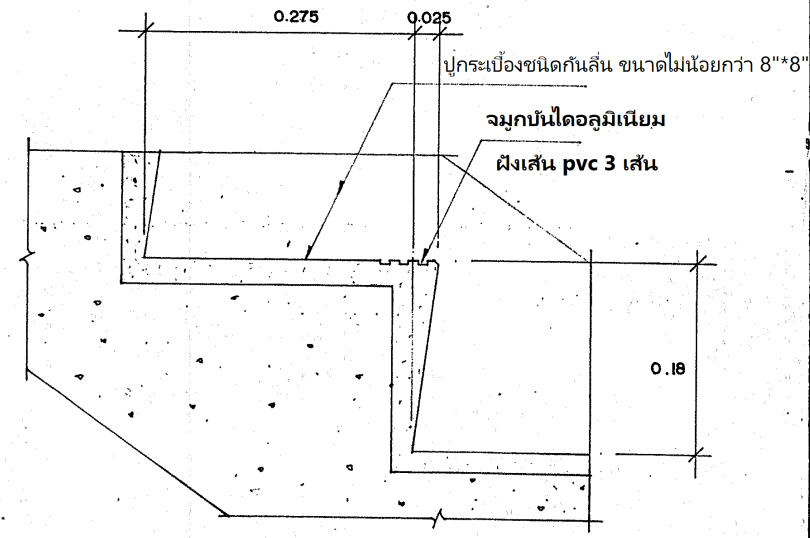 0.275 0.025
ปูกระเบื้องชนิดกันลื่น ขนาดไม่น้อยกว่า 8"*8"
จมูกบันไดอลูมิเนียม
ฝังเส้น pvc 3 เส้น
0.18